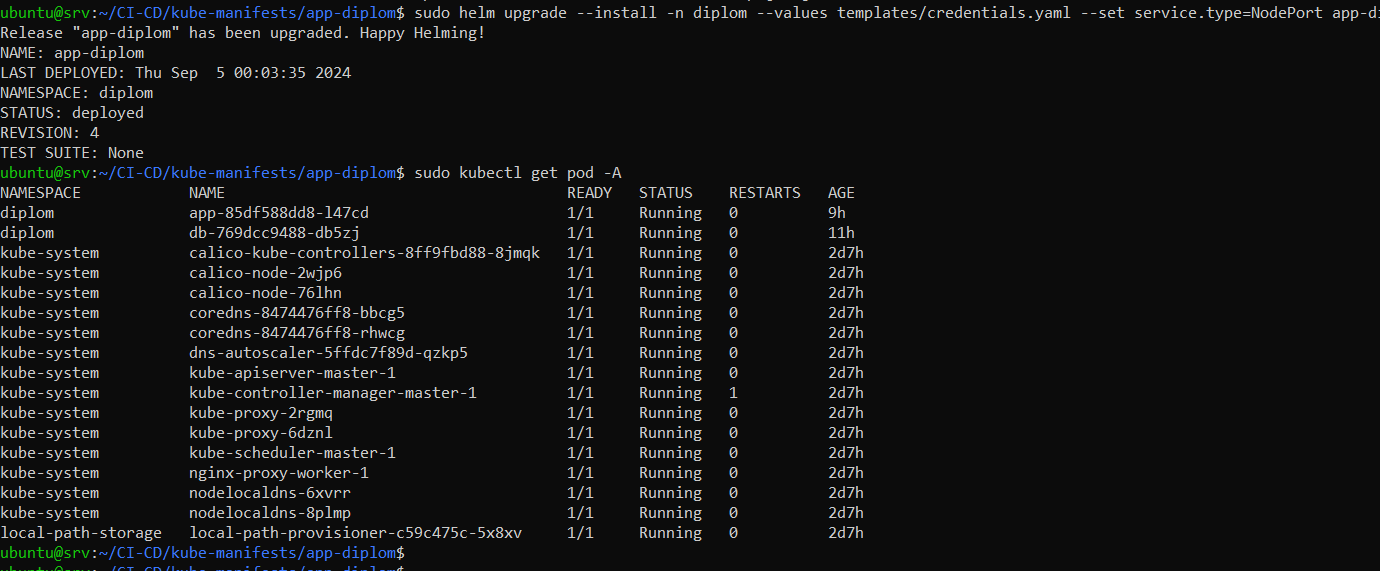 ubuntu@srv:~/CI-CD/kube-manifests/app-diplom$ sudo helm upgrade --install -n diplom --values templates/credentials.yaml --set service.type=NodePort app-di
Release "app-diplom" has been upgraded. Happy Helming!
NAME: app-diplom
LAST DEPLOYED: Thu Sep  5 00:03:35 2024
NAMESPACE: diplom
STATUS: deployed
REVISION: 4
TEST SUITE: None
ubuntu@srv:~/CI-CD/kube-manifests/app-diplom$ sudo kubectl get pod -A
NAMESPACE            NAME                                      READY   STATUS    RESTARTS   AGE
diplom               app-85df588dd8-l47cd                      1/1     Running   0          9h
diplom               db-769dcc9488-db5zj                       1/1     Running   0          11h
kube-system          calico-kube-controllers-8ff9fbd88-8jmqk   1/1     Running   0          2d7h
kube-system          calico-node-2wjp6                         1/1     Running   0          2d7h
kube-system          calico-node-76lhn                         1/1     Running   0          2d7h
kube-system          coredns-8474476ff8-bbcg5                  1/1     Running   0          2d7h
kube-system          coredns-8474476ff8-rhwcg                  1/1     Running   0          2d7h
kube-system          dns-autoscaler-5ffdc7f89d-qzkp5           1/1     Running   0          2d7h
kube-system          kube-apiserver-master-1                   1/1     Running   0          2d7h
kube-system          kube-controller-manager-master-1          1/1     Running   1          2d7h
kube-system          kube-proxy-2rgmq                          1/1     Running   0          2d7h
kube-system          kube-proxy-6dznl                          1/1     Running   0          2d7h
kube-system          kube-scheduler-master-1                   1/1     Running   0          2d7h
kube-system          nginx-proxy-worker-1                      1/1     Running   0          2d7h
kube-system          nodelocaldns-6xvrr                        1/1     Running   0          2d7h
kube-system          nodelocaldns-8plmp                        1/1     Running   0          2d7h
local-path-storage   local-path-provisioner-c59c475c-5x8xv     1/1     Running   0          2d7h
ubuntu@srv:~/CI-CD/kube-manifests/app-diplom$
ubuntu@srv:~/CI-CD/kube-manifests/app-diplom$